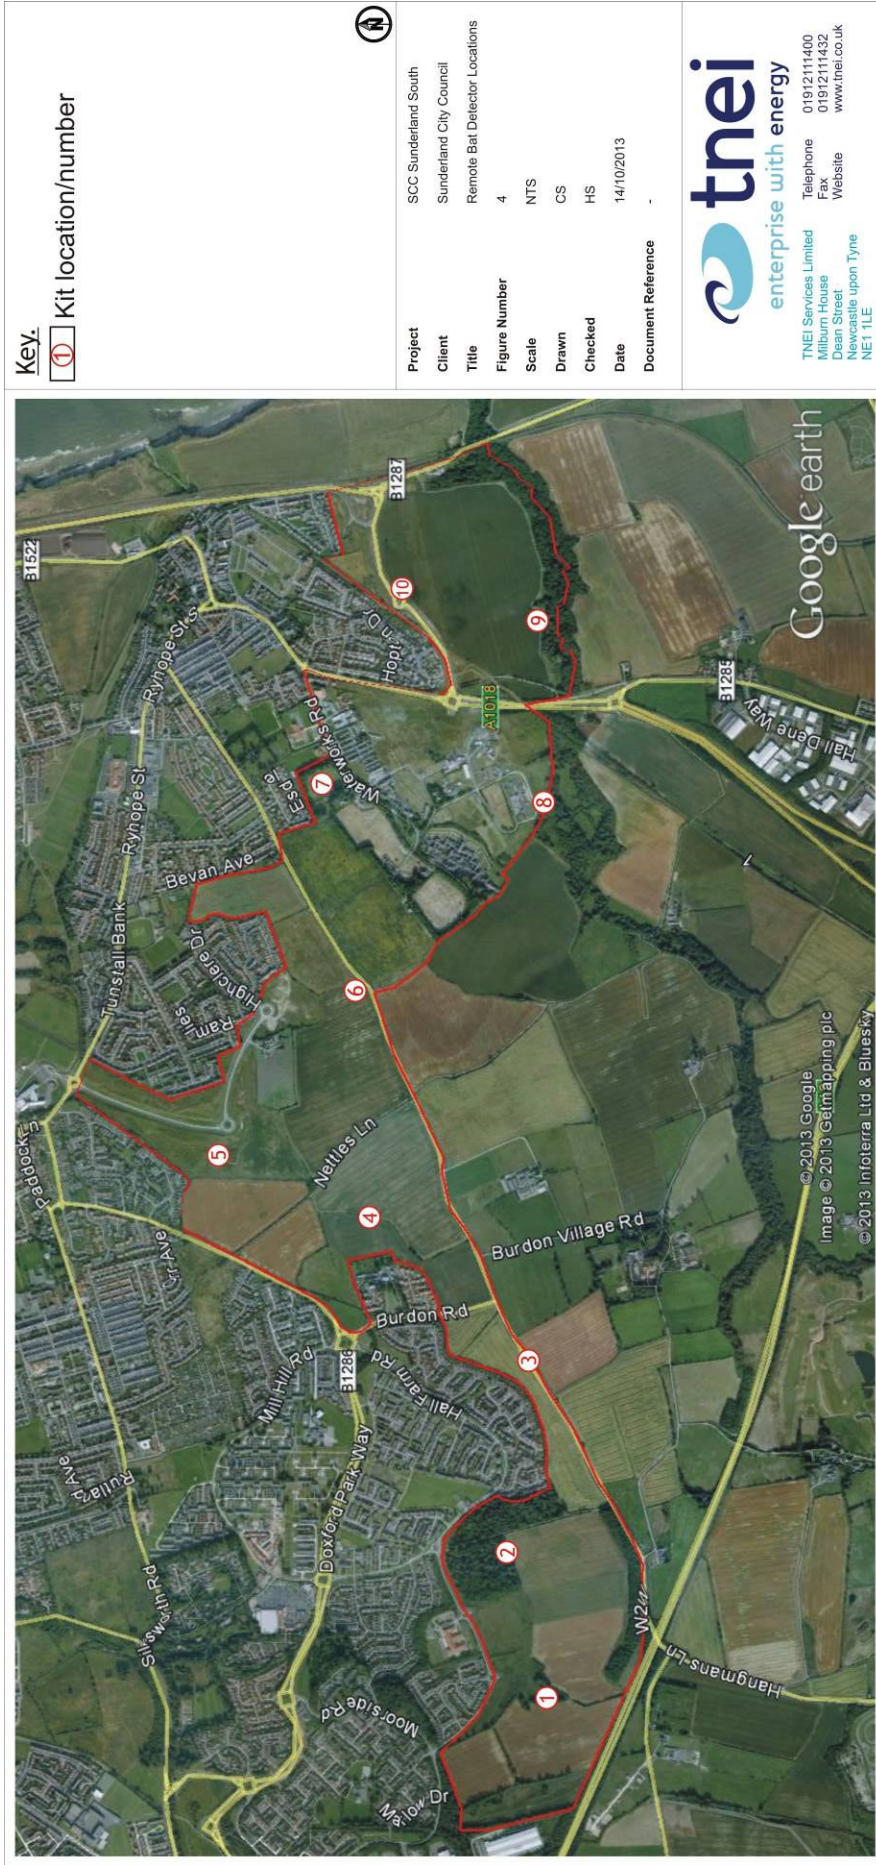 Key.
① Kit location/number
N
Project SCC Sunderland South
Client Sunderland City Council
Title Remote Bat Detector Locations
Figure Number 4
Scale NTS
Drawn CS
Checked HS
Date 14/10/2013
Document Reference -
tnei
enterprise with energy
TNEI Services Limited
Milburn House
Dean Street
Newcastle upon Tyne
NE1 1LE
Telephone 01912111400
Fax 01912111432
Website www.tnei.co.uk
B1522
Paddock Ln
Tunstall Bank
Ryhope St
Ryhope St S
Rutland Ave
Silksworth Rd
Bevan Ave
Highclere Dr
Ramilies
Mill Hill Rd
B1286
Doxford Park Way
Hall Farm Rd
Burdon Rd
Nettles Ln
Waterworks Rd
B1287
A1018
Moorside Rd
Burdon Village Rd
Hangmans Ln
B1285
Hall Dene Way
1
2
3
4
5
6
7
8
9
10
Google earth
© 2013 Google
Image © 2013 Getmapping plc
© 2013 Infoterra Ltd & Bluesky